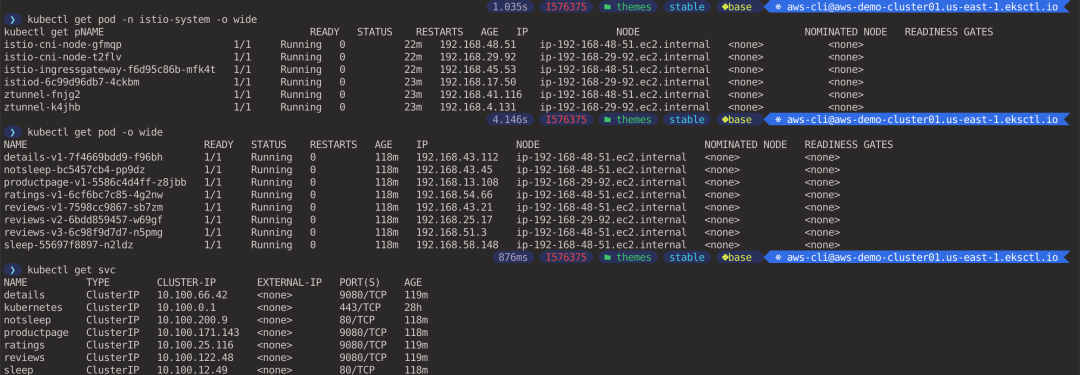 1.035s I576375 themes stable base aws-cli@aws-demo-cluster01.us-east-1.eksctl.io
❯ kubectl get pod -n istio-system -o wide
kubectl get pNAME READY STATUS RESTARTS AGE IP NODE NOMINATED NODE READINESS GATES
istio-cni-node-gfmqp 1/1 Running 0 22m 192.168.48.51 ip-192-168-48-51.ec2.internal <none> <none>
istio-cni-node-t2flv 1/1 Running 0 22m 192.168.29.92 ip-192-168-29-92.ec2.internal <none> <none>
istio-ingressgateway-f6d95c86b-mfk4t 1/1 Running 0 22m 192.168.45.53 ip-192-168-48-51.ec2.internal <none> <none>
istiod-6c99d96db7-4ckbm 1/1 Running 0 23m 192.168.17.50 ip-192-168-29-92.ec2.internal <none> <none>
ztunnel-fnjg2 1/1 Running 0 23m 192.168.41.116 ip-192-168-48-51.ec2.internal <none> <none>
ztunnel-k4jhb 1/1 Running 0 23m 192.168.4.131 ip-192-168-29-92.ec2.internal <none> <none>
4.146s I576375 themes stable base aws-cli@aws-demo-cluster01.us-east-1.eksctl.io
❯ kubectl get pod -o wide
NAME READY STATUS RESTARTS AGE IP NODE NOMINATED NODE READINESS GATES
details-v1-7f4669bdd9-f96bh 1/1 Running 0 118m 192.168.43.112 ip-192-168-48-51.ec2.internal <none> <none>
notsleep-bc5457cb4-pp9dz 1/1 Running 0 118m 192.168.43.45 ip-192-168-48-51.ec2.internal <none> <none>
productpage-v1-5586c4d4ff-z8jbb 1/1 Running 0 118m 192.168.13.108 ip-192-168-29-92.ec2.internal <none> <none>
ratings-v1-6cf6bc7c85-4g2nw 1/1 Running 0 118m 192.168.54.66 ip-192-168-48-51.ec2.internal <none> <none>
reviews-v1-7598cc9867-sb7zm 1/1 Running 0 118m 192.168.43.21 ip-192-168-48-51.ec2.internal <none> <none>
reviews-v2-6bdd859457-w69gf 1/1 Running 0 118m 192.168.25.17 ip-192-168-29-92.ec2.internal <none> <none>
reviews-v3-6c98f9d7d7-n5pmg 1/1 Running 0 118m 192.168.51.3 ip-192-168-48-51.ec2.internal <none> <none>
sleep-55697f8897-n2ldz 1/1 Running 0 118m 192.168.58.148 ip-192-168-48-51.ec2.internal <none> <none>
876ms I576375 themes stable base aws-cli@aws-demo-cluster01.us-east-1.eksctl.io
❯ kubectl get svc
NAME TYPE CLUSTER-IP EXTERNAL-IP PORT(S) AGE
details ClusterIP 10.100.66.42 <none> 9080/TCP 119m
kubernetes ClusterIP 10.100.0.1 <none> 443/TCP 28h
notsleep ClusterIP 10.100.200.9 <none> 80/TCP 118m
productpage ClusterIP 10.100.171.143 <none> 9080/TCP 118m
ratings ClusterIP 10.100.25.116 <none> 9080/TCP 119m
reviews ClusterIP 10.100.122.48 <none> 9080/TCP 119m
sleep ClusterIP 10.100.12.49 <none> 80/TCP 118m